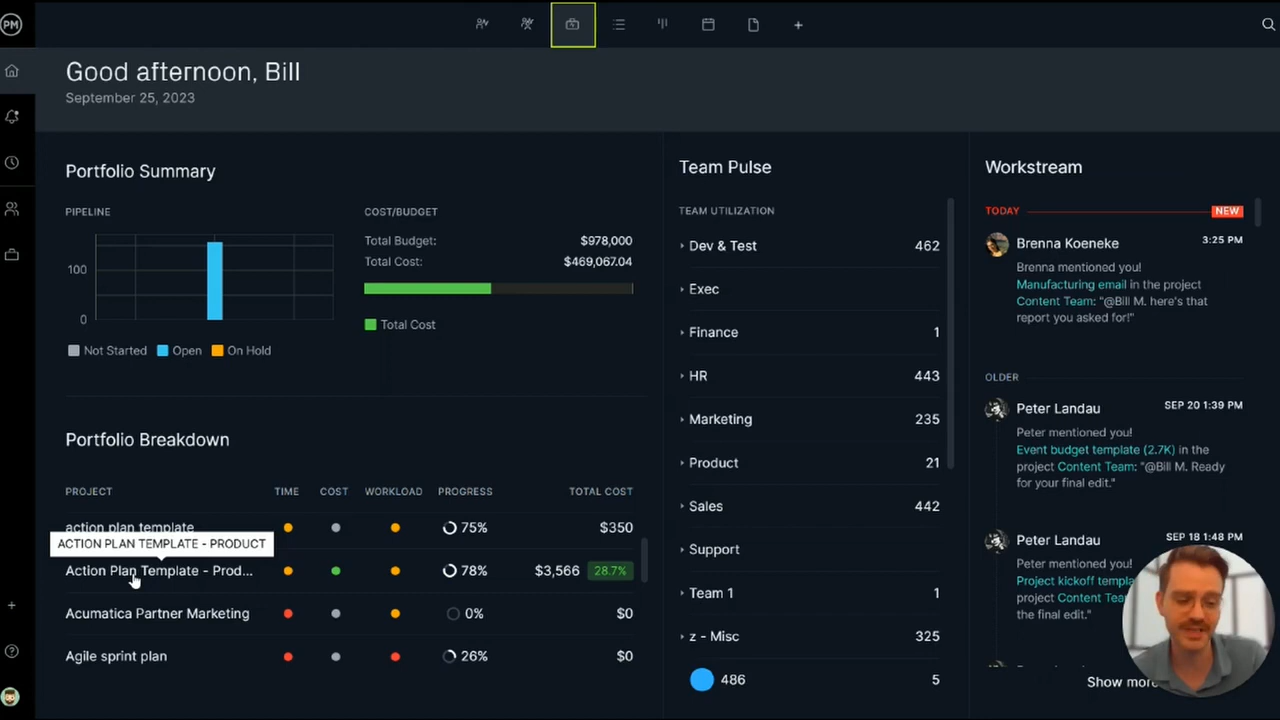 PM
Good afternoon, Bill
September 25, 2023
Portfolio Summary
PIPELINE
100
0
Not Started
Open
On Hold
COST/BUDGET
Total Budget: $978,000
Total Cost: $469,067.04
Total Cost
Portfolio Breakdown
PROJECT TIME COST WORKLOAD PROGRESS TOTAL COST
action plan template 75% $350
ACTION PLAN TEMPLATE - PRODUCT
Action Plan Template - Prod... 78% $3,566 28.7%
Acumatica Partner Marketing 0% $0
Agile sprint plan 26% $0
Team Pulse
TEAM UTILIZATION
Dev & Test 462
Exec
Finance 1
HR 443
Marketing 235
Product 21
Sales 442
Support
Team 1 1
z - Misc 325
486 5
Workstream
TODAY NEW
Brenna Koeneke 3:25 PM
Brenna mentioned you!
Manufacturing email in the project
Content Team: "@Bill M. here's that
report you asked for!"
OLDER
Peter Landau SEP 20 1:39 PM
Peter mentioned you!
Event budget template (2.7K) in the
project Content Team: "@Bill M. Ready
for your final edit."
Peter Landau SEP 18 1:48 PM
Peter mentioned you!
Project kickoff templa
project Content Team
the final edit."
Show more